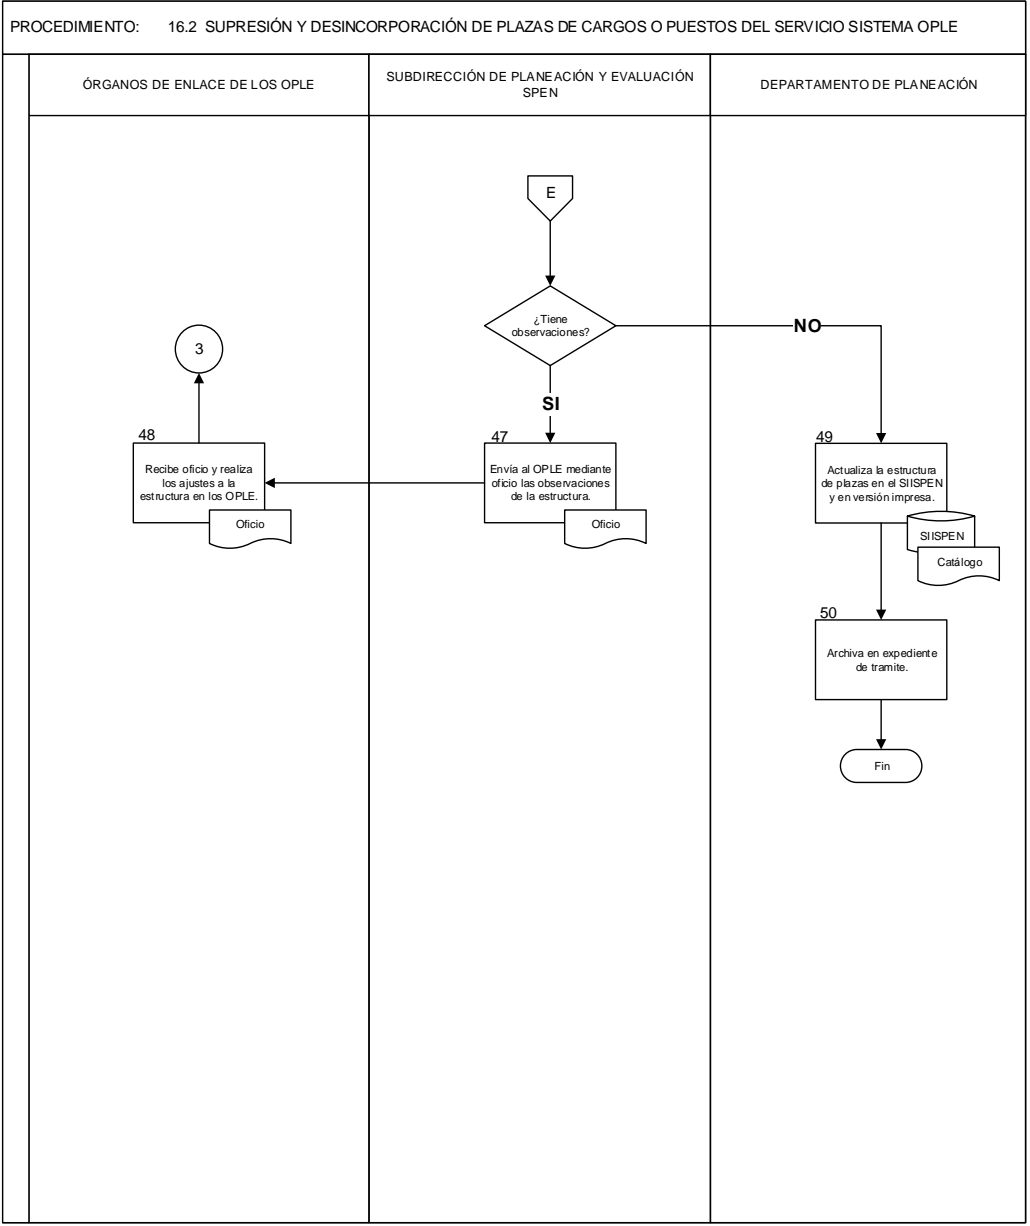 PROCEDIMIENTO: 16.2 SUPRESIÓN Y DESINCORPORACIÓN DE PLAZAS DE CARGOS O PUESTOS DEL SERVICIO SISTEMA OPLE
ÓRGANOS DE ENLACE DE LOS OPLE
SUBDIRECCIÓN DE PLANEACIÓN Y EVALUACIÓN
SPEN
DEPARTAMENTO DE PLANEACIÓN
E
¿Tiene
observaciones?
NO
SI
3
48
Recibe oficio y realiza
los ajustes a la
estructura en los OPLE.
Oficio
47
Envía al OPLE mediante
oficio las observaciones
de la estructura.
Oficio
49
Actualiza la estructura
de plazas en el SIISPEN
y en versión impresa.
SIISPEN
Catálogo
50
Archiva en expediente
de tramite.
Fin